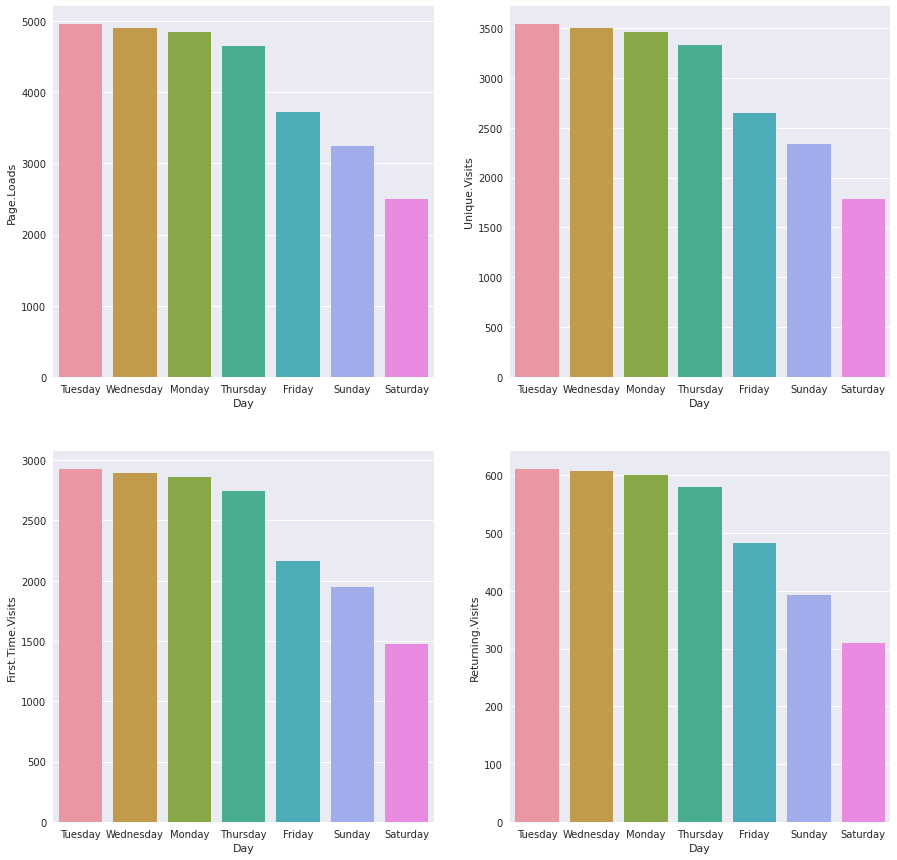 Page.Loads
5000
4000
3000
2000
1000
0
Tuesday Wednesday Monday Thursday Friday Sunday Saturday
Day
Unique.Visits
3500
3000
2500
2000
1500
1000
500
0
Tuesday Wednesday Monday Thursday Friday Sunday Saturday
Day
First.Time.Visits
3000
2500
2000
1500
1000
500
0
Tuesday Wednesday Monday Thursday Friday Sunday Saturday
Day
Returning.Visits
600
500
400
300
200
100
0
Tuesday Wednesday Monday Thursday Friday Sunday Saturday
Day